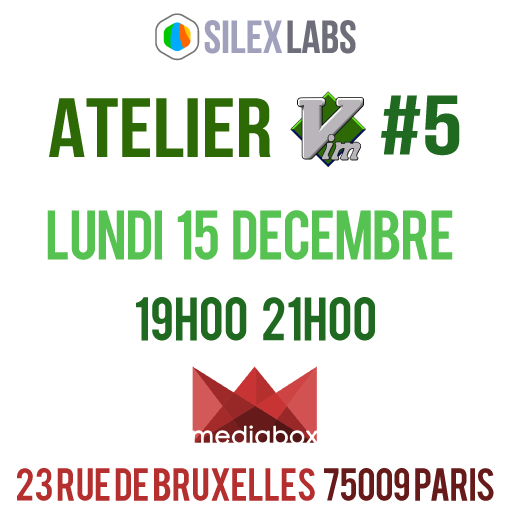 SILEX LABS
ATELIER Vim #5
LUNDI 15 DECEMBRE
19H00 21H00
mediabox
23 RUE DE BRUXELLES 75009 PARIS